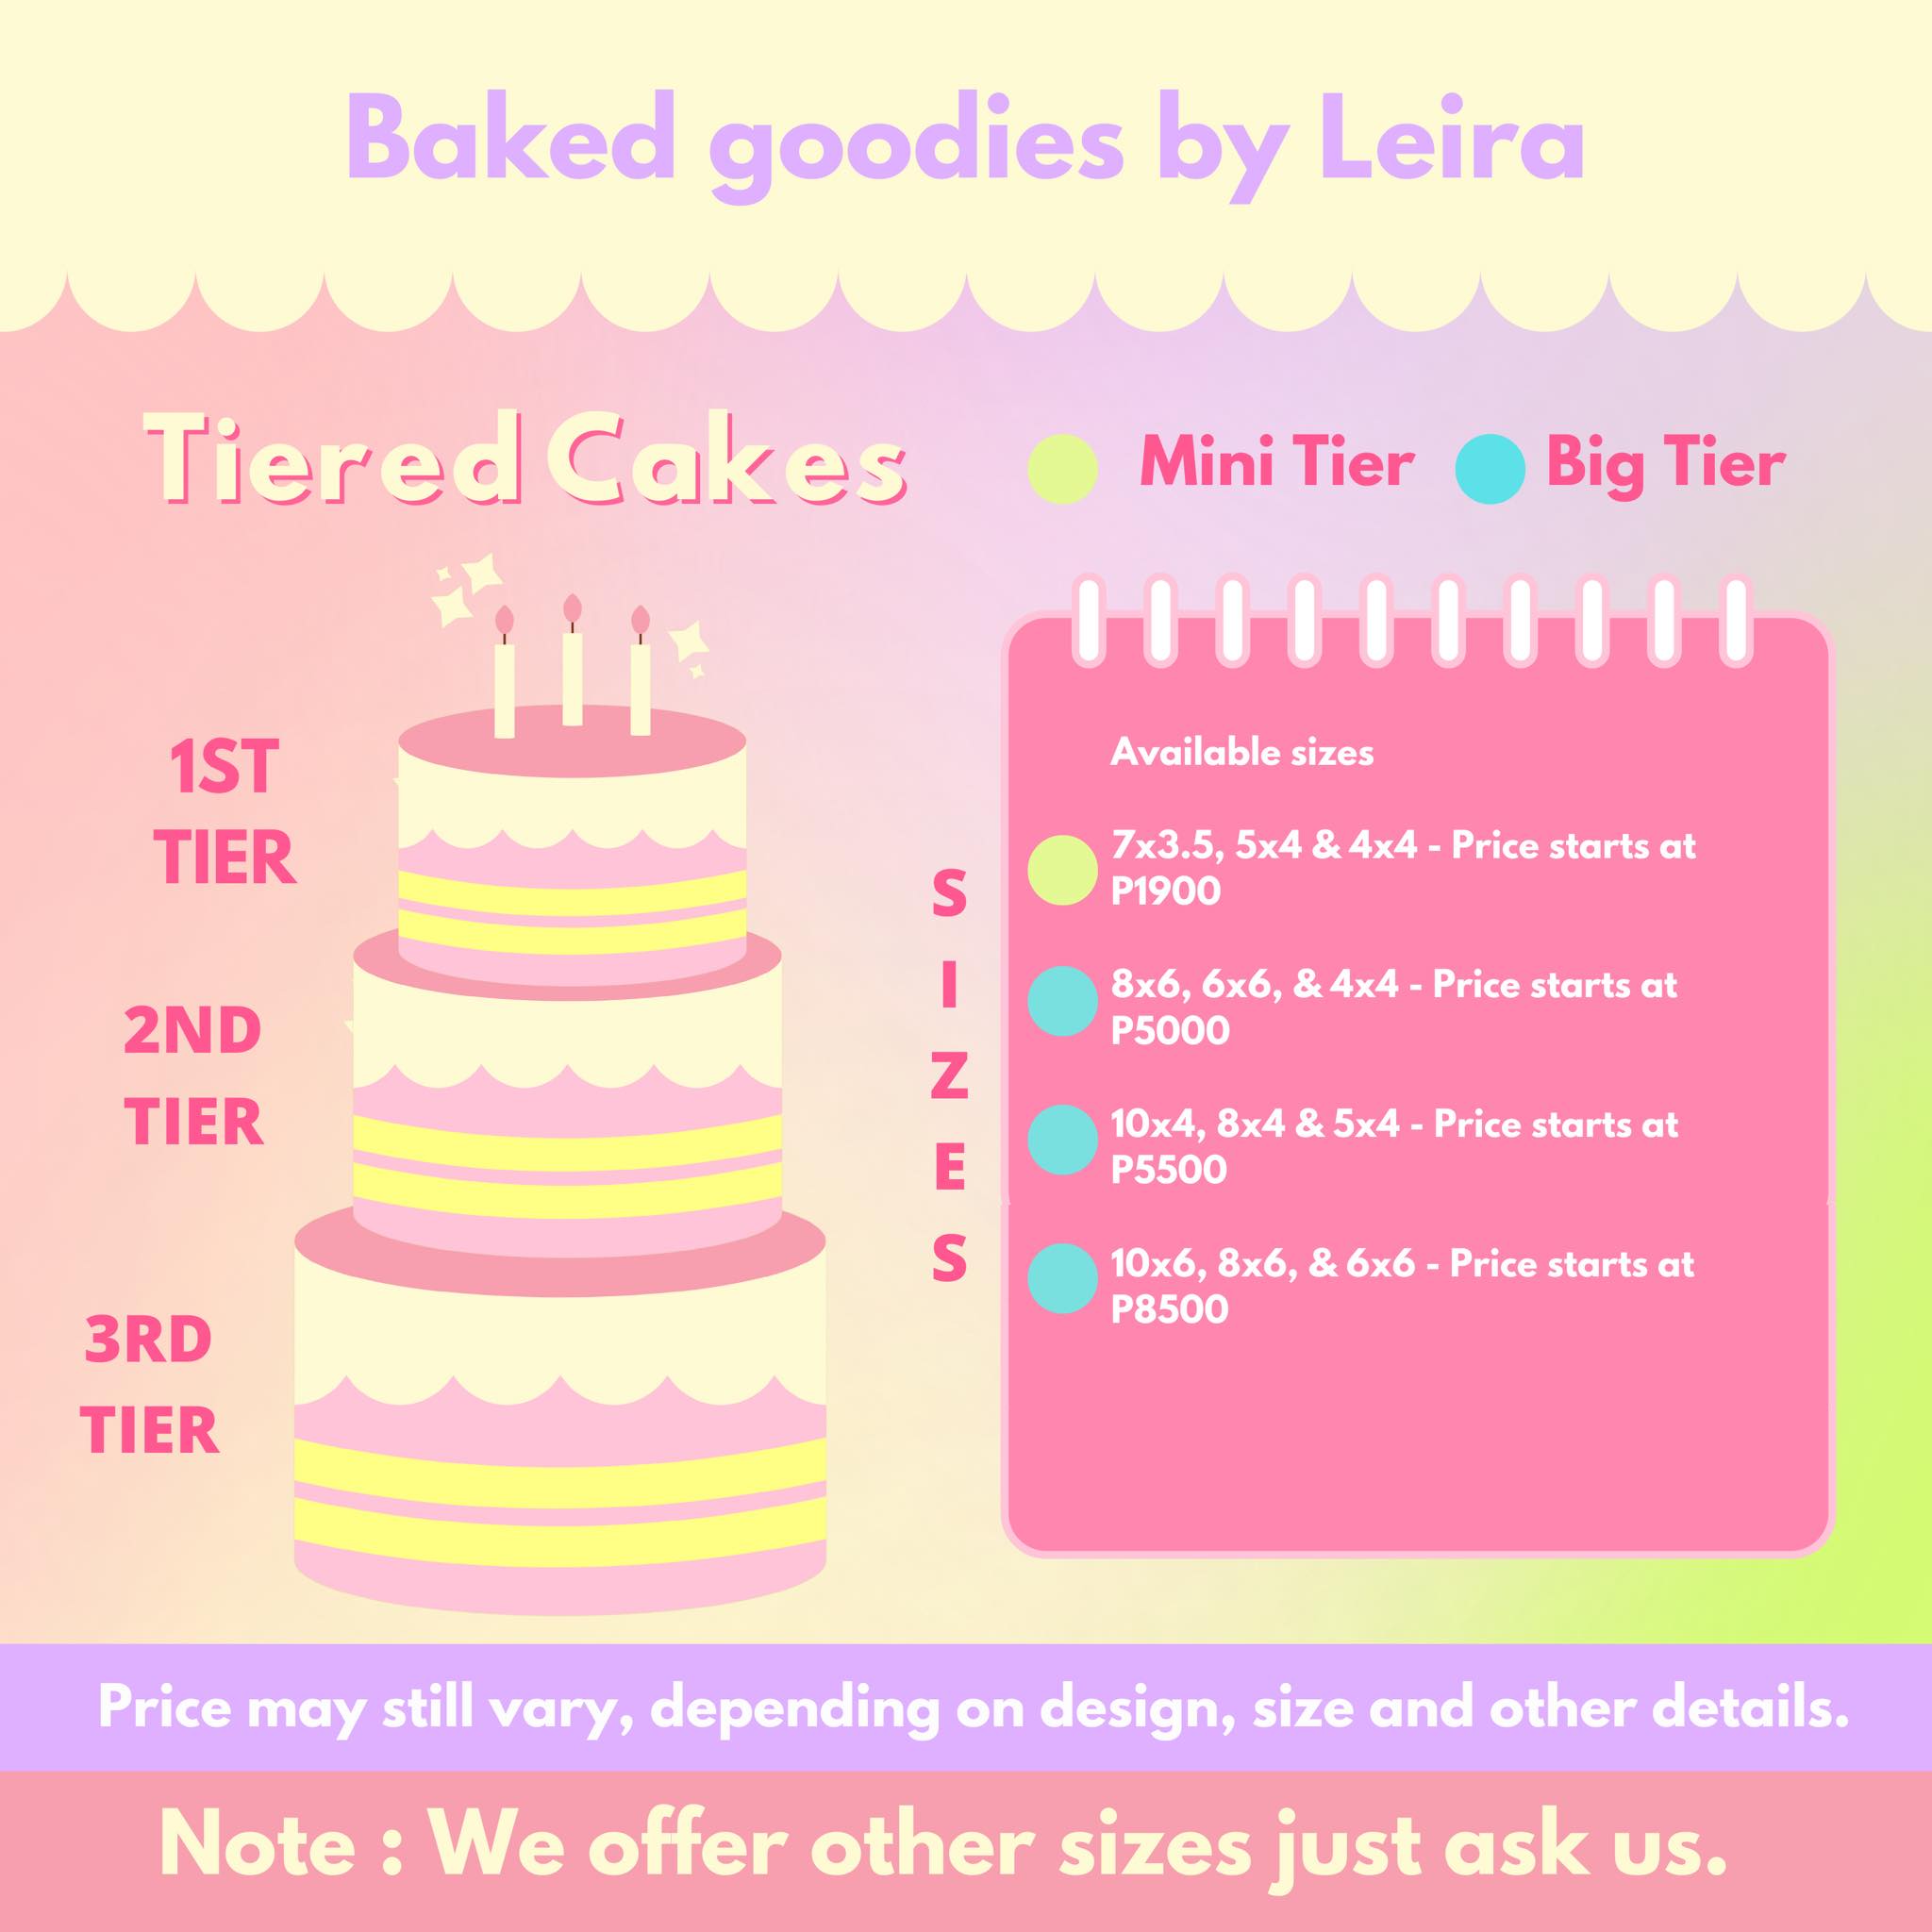 Baked goodies by Leira
Tiered Cakes
Mini Tier
Big Tier
1ST
TIER
2ND
TIER
3RD
TIER
S
I
Z
E
S
Available sizes
7x3.5, 5x4 & 4x4 - Price starts at
P1900
8x6, 6x6, & 4x4 - Price starts at
P5000
10x4, 8x4 & 5x4 - Price starts at
P5500
10x6, 8x6, & 6x6 - Price starts at
P8500
Price may still vary, depending on design, size and other details.
Note : We offer other sizes just ask us.